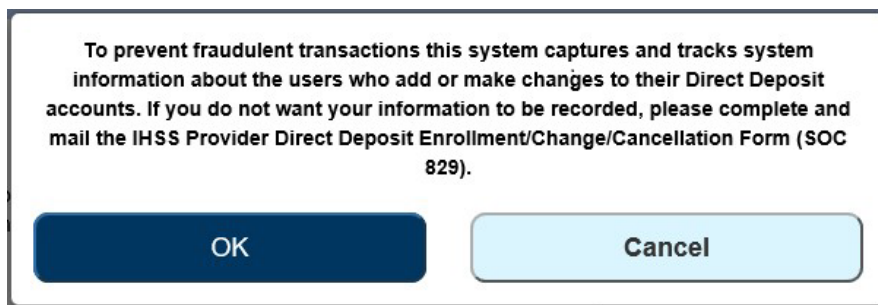 To prevent fraudulent transactions this system captures and tracks system
information about the users who add or make changes to their Direct Deposit
accounts. If you do not want your information to be recorded, please complete and
mail the IHSS Provider Direct Deposit Enrollment/Change/Cancellation Form (SOC
829).
OK
Cancel